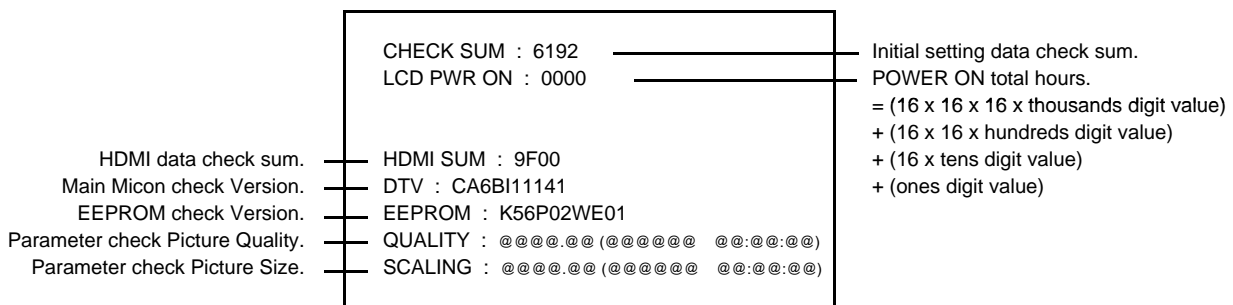 CHECK SUM : 6192
Initial setting data check sum.
LCD PWR ON : 0000
POWER ON total hours.
= (16 x 16 x 16 x thousands digit value)
+ (16 x 16 x hundreds digit value)
+ (16 x tens digit value)
+ (ones digit value)
HDMI data check sum.
HDMI SUM : 9F00
Main Micon check Version.
DTV : CA6BI11141
EEPROM check Version.
EEPROM : K56P02WE01
Parameter check Picture Quality.
QUALITY : @@@@.@@ (@@@@@@ @@:@@:@@)
Parameter check Picture Size.
SCALING : @@@@.@@ (@@@@@@ @@:@@:@@)